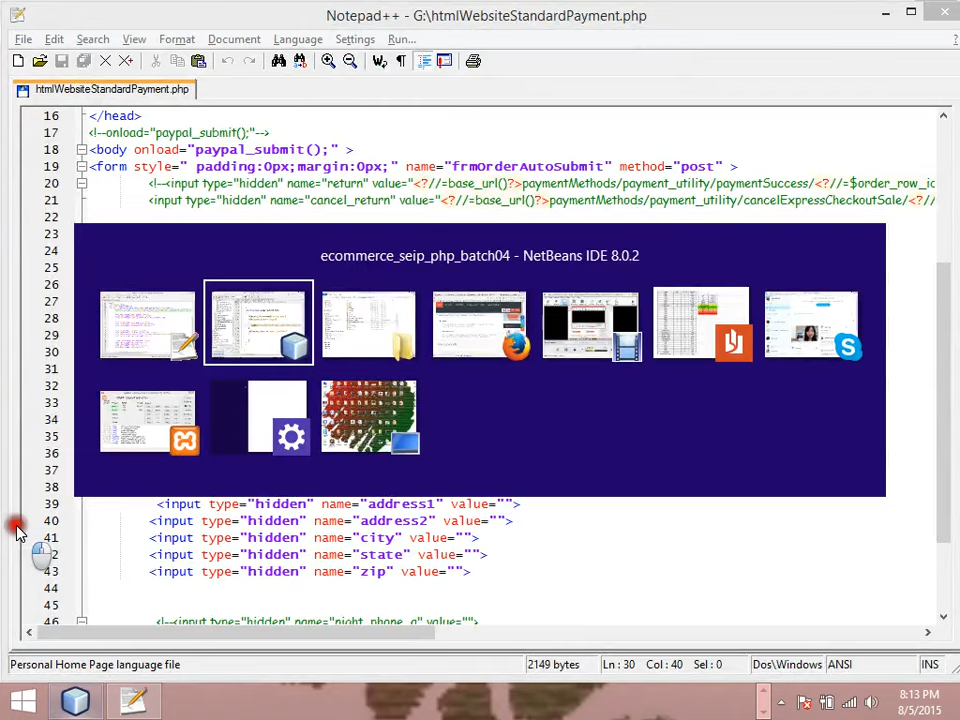 Notepad++ - G:\htmlWebsiteStandardPayment.php
File Edit Search View Format Language Settings Run... ?
htmlWebsiteStandardPayment.php
16 </head>
17 <!--onload="paypal_submit();"-->
18 <body onload="paypal_submit();" >
19 <form style=" padding:0px;margin:0px;" name="frmOrderAutoSubmit" method="post" >
20 <!--<input type="hidden" name="return" value="<?//=base_url()?>paymentMethods/payment_utility/paymentSuccess/<?//=$order_row_ic
21 <input type="hidden" name="cancel_return" value="<?//=base_url()?>paymentMethods/payment_utility/cancelExpressCheckoutSale/<?//
22
23
24
ecommerce_seip_php_batch04 - NetBeans IDE 8.0.2
25
26
27
28
29
30
31
32
33
34
35
36
37
38
39 <input type="hidden" name="address1" value="">
40 <input type="hidden" name="address2" value="">
41 <input type="hidden" name="city" value="">
42 <input type="hidden" name="state" value="">
43 <input type="hidden" name="zip" value="">
44
45
46 <!--<input type="hidden" name="night_phone_a" value="">
Personal Home Page language file 2149 bytes Ln : 30 Col : 40 Sel : 0 Dos\Windows ANSI INS
8:13 PM
8/5/2015